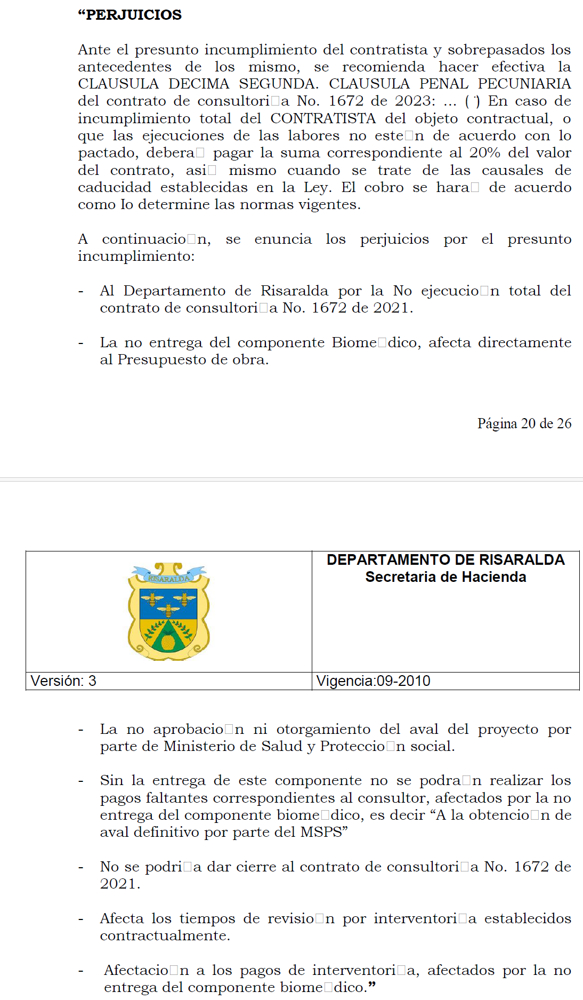 “PERJUICIOS
Ante el presunto incumplimiento del contratista y sobrepasados los
antecedentes de los mismo, se recomienda hacer efectiva la
CLAUSULA DECIMA SEGUNDA. CLAUSULA PENAL PECUNIARIA
del contrato de consultori□a No. 1672 de 2023: ... ( ̈) En caso de
incumplimiento total del CONTRATISTA del objeto contractual, o
que las ejecuciones de las labores no este□n de acuerdo con lo
pactado, debera□ pagar la suma correspondiente al 20% del valor
del contrato, asi□ mismo cuando se trate de las causales de
caducidad establecidas en la Ley. El cobro se hara□ de acuerdo
como Io determine las normas vigentes.
A continuacio□n, se enuncia los perjuicios por el presunto
incumplimiento:
- Al Departamento de Risaralda por la No ejecucio□n total del
contrato de consultori□a No. 1672 de 2021.
- La no entrega del componente Biome□dico, afecta directamente
al Presupuesto de obra.
Página 20 de 26
RISARALDA
DEPARTAMENTO DE RISARALDA
Secretaria de Hacienda
Versión: 3
Vigencia:09-2010
- La no aprobacio□n ni otorgamiento del aval del proyecto por
parte de Ministerio de Salud y Proteccio□n social.
- Sin la entrega de este componente no se podra□n realizar los
pagos faltantes correspondientes al consultor, afectados por la no
entrega del componente biome□dico, es decir “A la obtencio□n de
aval definitivo por parte del MSPS”
- No se podri□a dar cierre al contrato de consultori□a No. 1672 de
2021.
- Afecta los tiempos de revisio□n por interventori□a establecidos
contractualmente.
- Afectacio□n a los pagos de interventori□a, afectados por la no
entrega del componente biome□dico.”